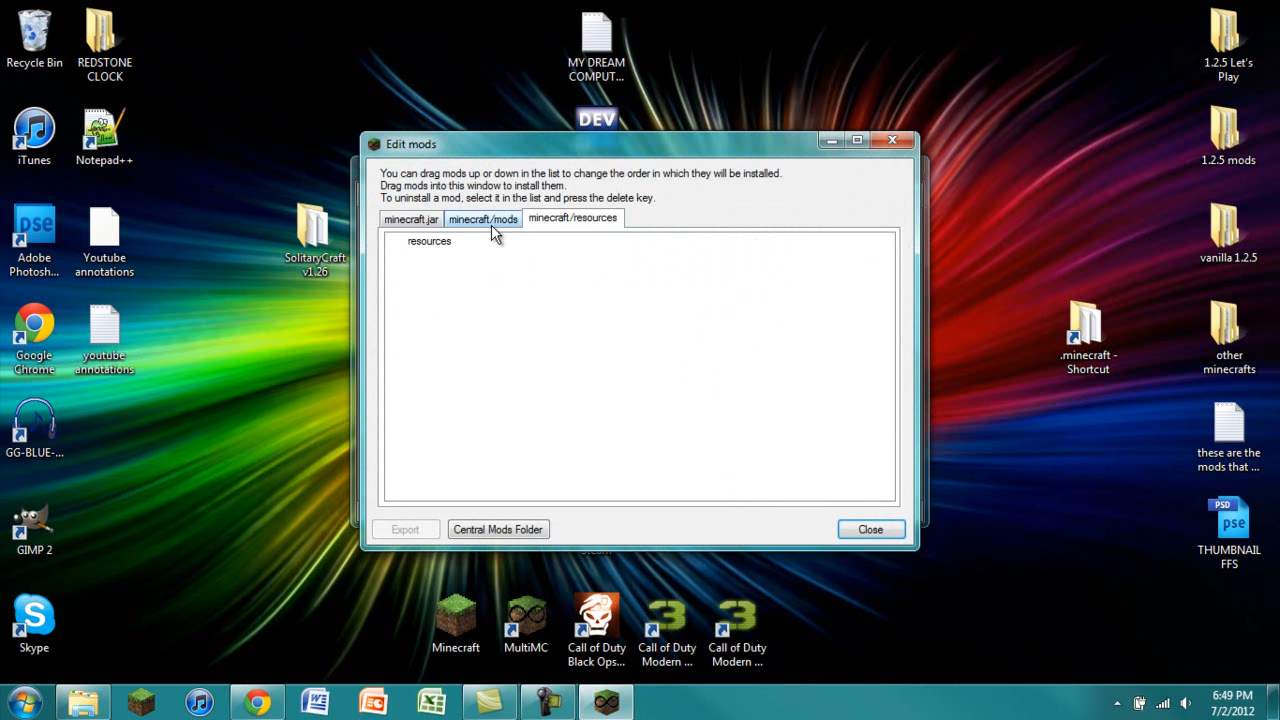 Recycle Bin
REDSTONE
CLOCK
MY DREAM
COMPUT...
1.2.5 Let's
Play
iTunes
Notepad++
DEV
1.2.5 mods
Edit mods
You can drag mods up or down in the list to change the order in which they will be installed.
Drag mods into this window to install them.
To uninstall a mod, select it in the list and press the delete key.
minecraft.jar
minecraft/mods
minecraft/resources
resources
Export
Central Mods Folder
Close
pse
Adobe
Photosh...
Youtube
annotations
SolitaryCraft
v1.26
vanilla 1.2.5
Google
Chrome
youtube
annotations
.minecraft -
Shortcut
other
minecrafts
GG-BLUE-...
these are the
mods that ...
GIMP 2
PSD
pse
THUMBNAIL
FFS
Skype
Minecraft
MultiMC
Call of Duty
Black Ops...
3
Call of Duty
Modern ...
3
Call of Duty
Modern ...
6:49 PM
7/2/2012